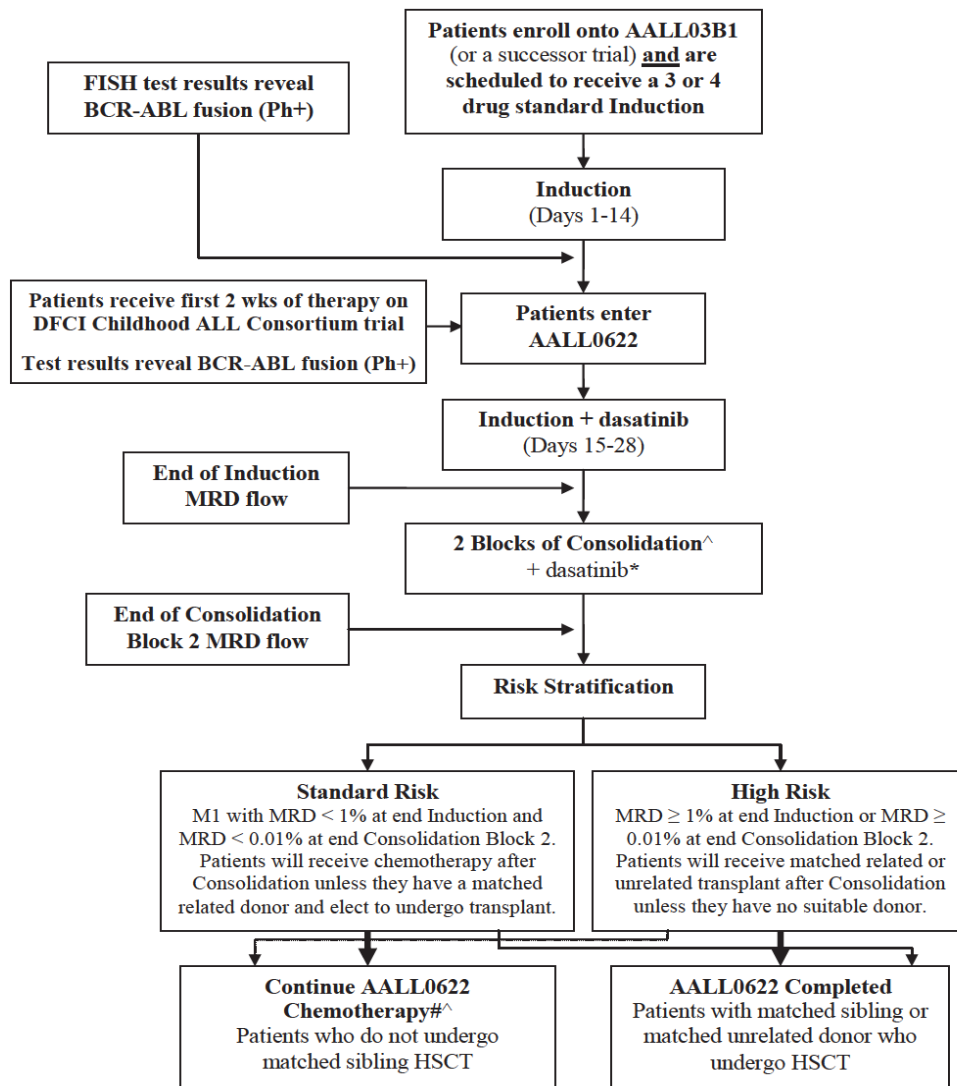 Patients enroll onto AALL03B1
(or a successor trial) and are
scheduled to receive a 3 or 4
drug standard Induction
FISH test results reveal
BCR-ABL fusion (Ph+)
Induction
(Days 1-14)
Patients receive first 2 wks of therapy on
DFCI Childhood ALL Consortium trial
Test results reveal BCR-ABL fusion (Ph+)
Patients enter
AALL0622
Induction + dasatinib
(Days 15-28)
End of Induction
MRD flow
2 Blocks of Consolidation^
+ dasatinib*
End of Consolidation
Block 2 MRD flow
Risk Stratification
Standard Risk
M1 with MRD < 1% at end Induction and
MRD < 0.01% at end Consolidation Block 2.
Patients will receive chemotherapy after
Consolidation unless they have a matched
related donor and elect to undergo transplant.
High Risk
MRD ≥ 1% at end Induction or MRD ≥
0.01% at end Consolidation Block 2.
Patients will receive matched related or
unrelated transplant after Consolidation
unless they have no suitable donor.
Continue AALL0622
Chemotherapy#^
Patients who do not undergo
matched sibling HSCT
AALL0622 Completed
Patients with matched sibling or
matched unrelated donor who
undergo HSCT